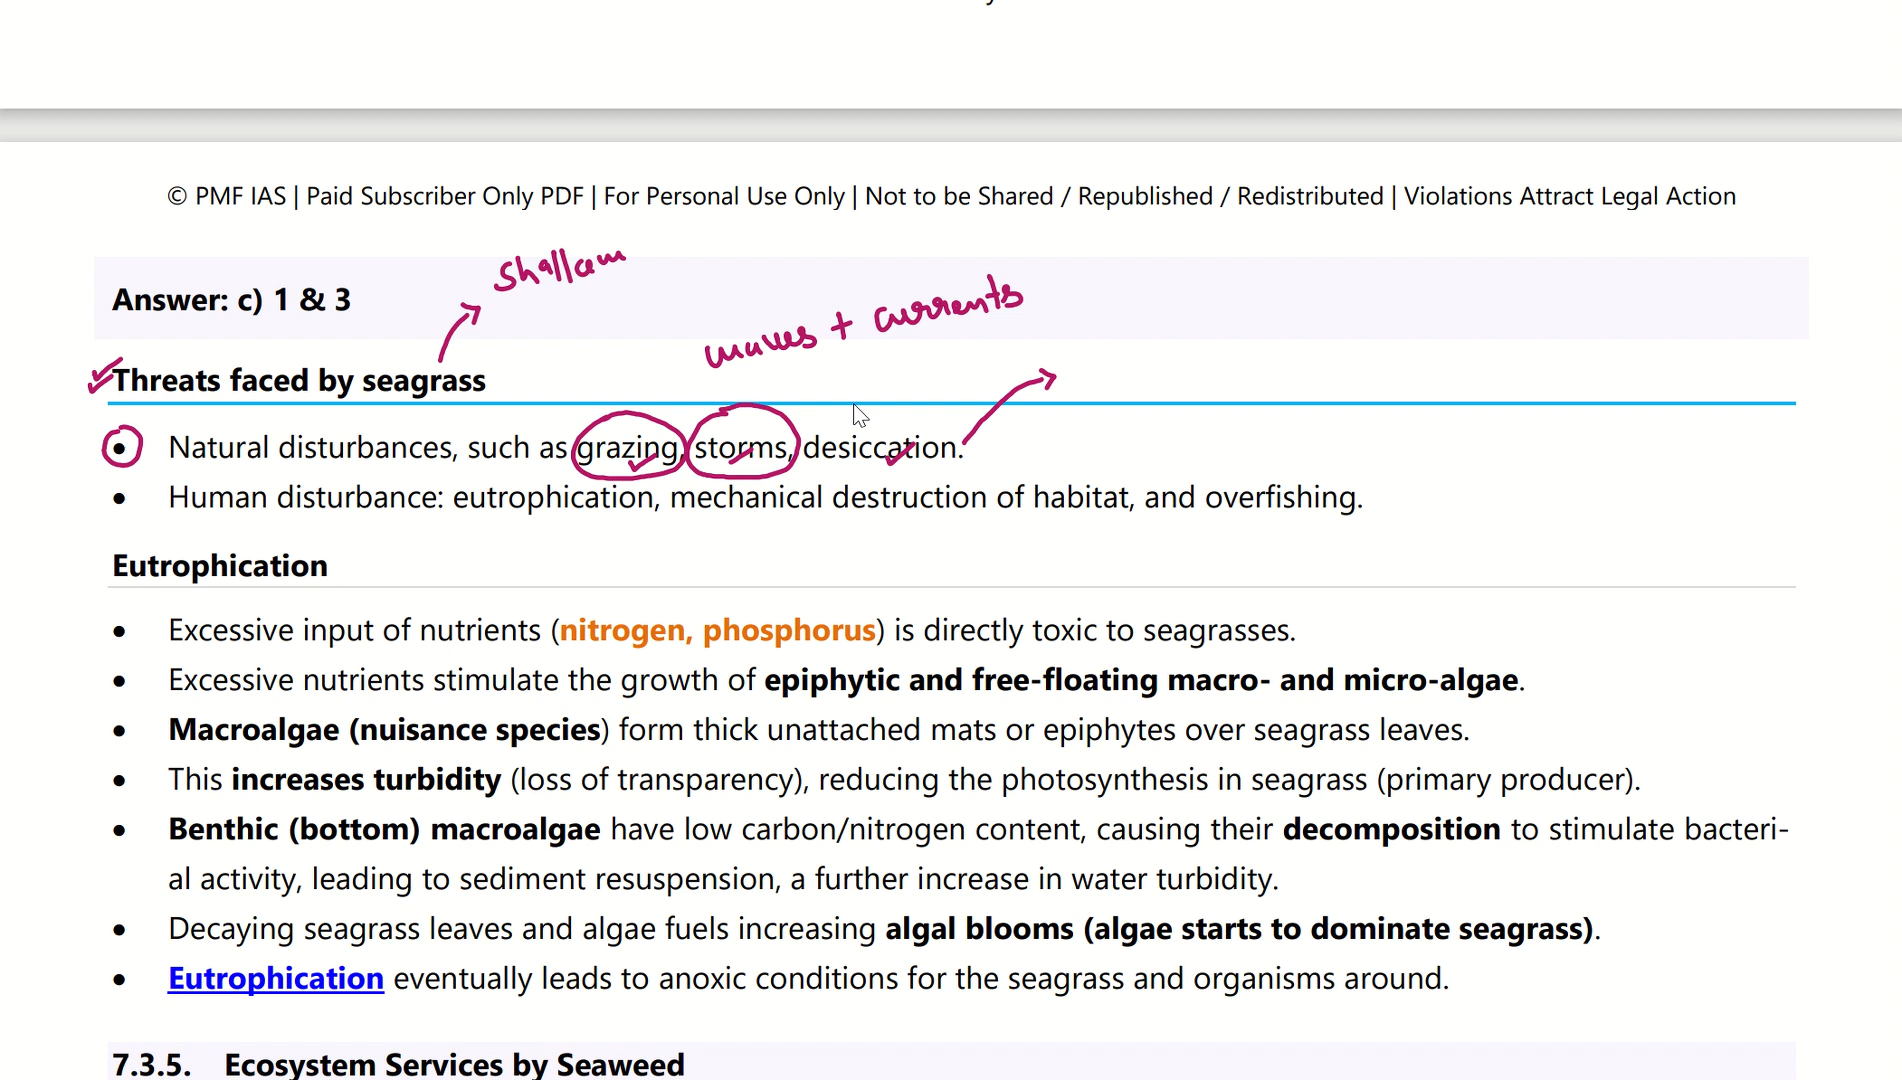 © PMF IAS | Paid Subscriber Only PDF | For Personal Use Only | Not to be Shared / Republished / Redistributed | Violations Attract Legal Action
Shallow
Answer: c) 1 & 3
waves + currents
Threats faced by seagrass
• Natural disturbances, such as grazing, storms, desiccation.
• Human disturbance: eutrophication, mechanical destruction of habitat, and overfishing.
Eutrophication
• Excessive input of nutrients (nitrogen, phosphorus) is directly toxic to seagrasses.
• Excessive nutrients stimulate the growth of epiphytic and free-floating macro- and micro-algae.
• Macroalgae (nuisance species) form thick unattached mats or epiphytes over seagrass leaves.
• This increases turbidity (loss of transparency), reducing the photosynthesis in seagrass (primary producer).
• Benthic (bottom) macroalgae have low carbon/nitrogen content, causing their decomposition to stimulate bacteri-
al activity, leading to sediment resuspension, a further increase in water turbidity.
• Decaying seagrass leaves and algae fuels increasing algal blooms (algae starts to dominate seagrass).
• Eutrophication eventually leads to anoxic conditions for the seagrass and organisms around.
7.3.5. Ecosystem Services by Seaweed